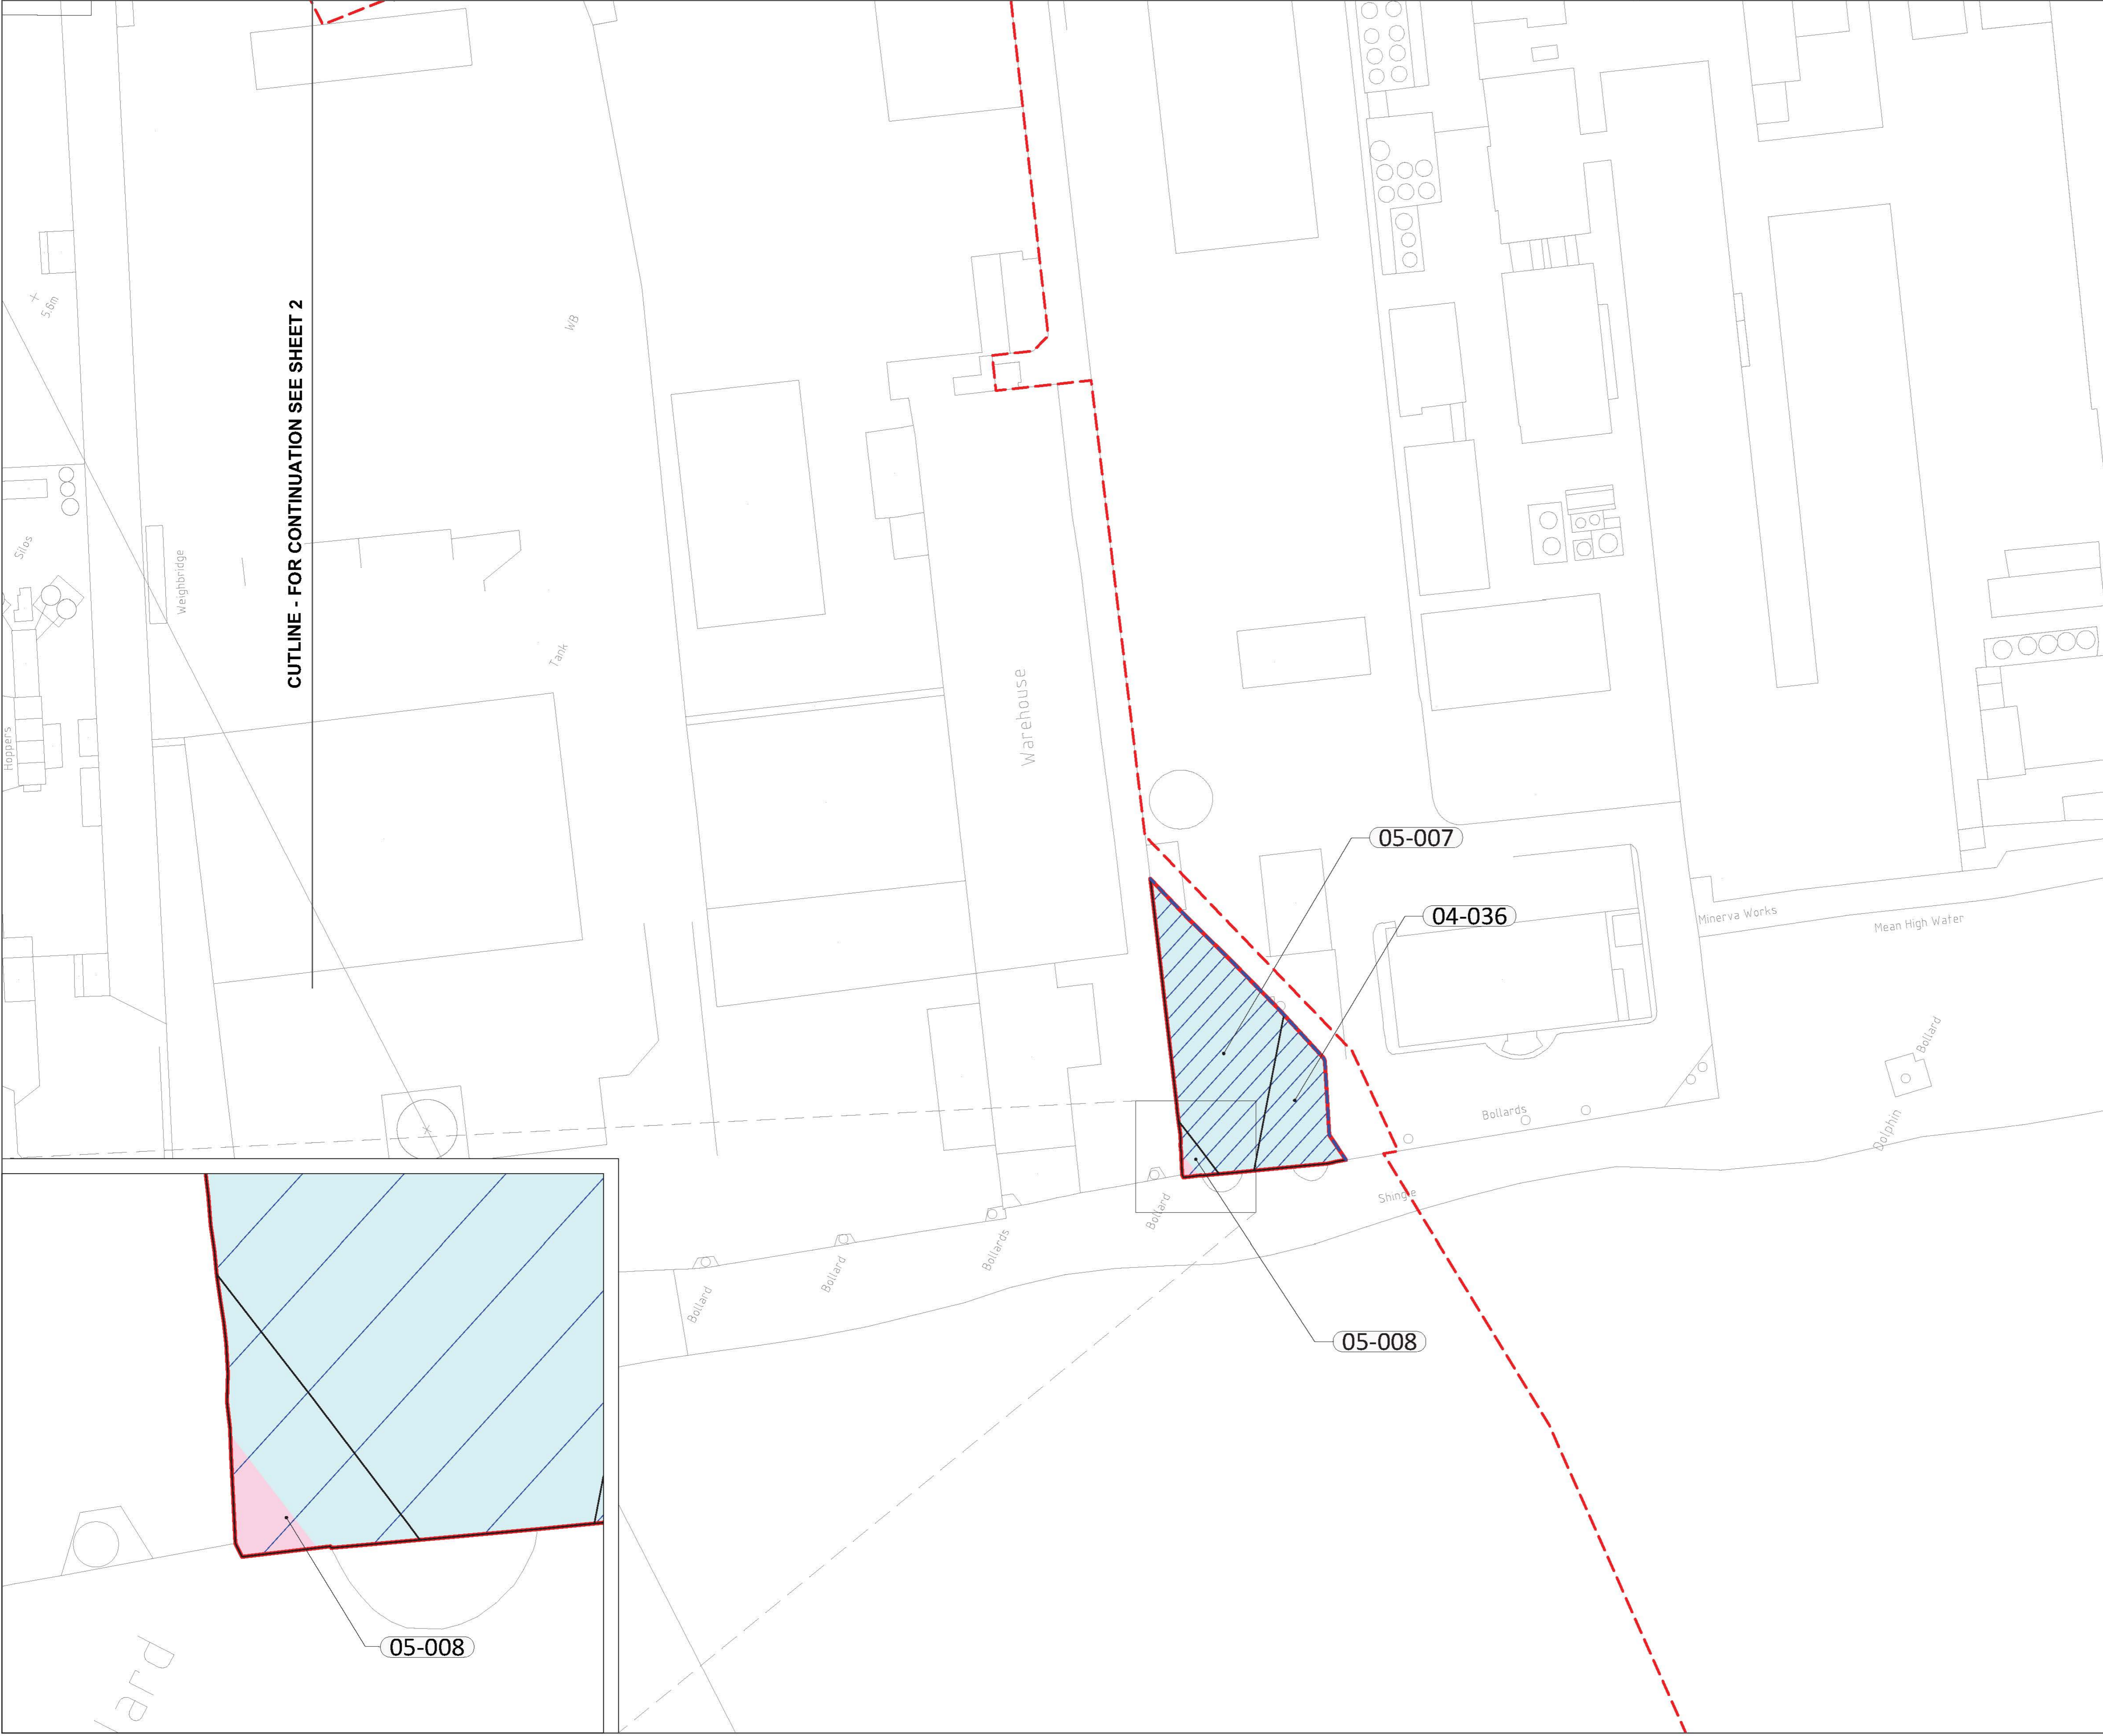 5.6m
WB
CUTLINE - FOR CONTINUATION SEE SHEET 2
Silos
Weighbridge
Tank
Hoppers
Warehouse
05-007
04-036
Minerva Works
Mean High Water
Bollard
Bollards
Dolphin
Shingle
Bollard
Bollards
Bollard
Bollard
05-008
05-008
lard